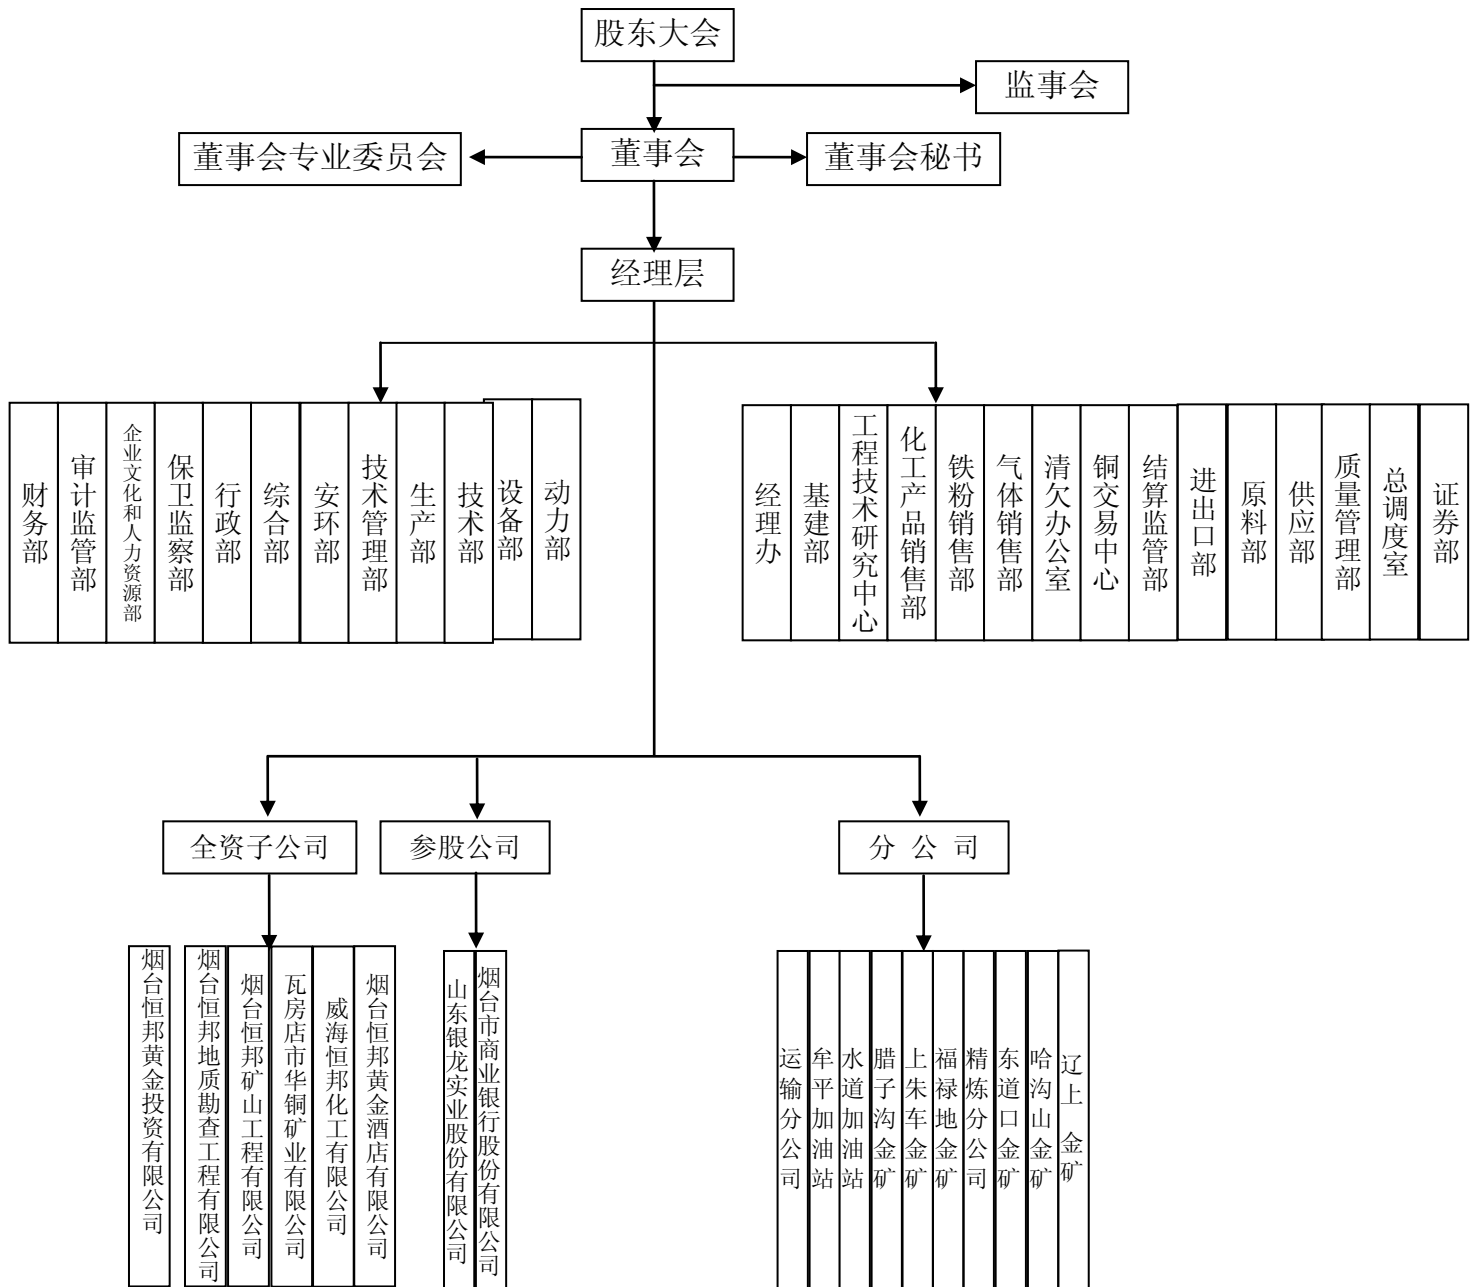 股东大会
监事会
董事会专业委员会
董事会
董事会秘书
经理层
财务部
审计监管部
企业文化和人力资源部
保卫监察部
行政部
综合部
安环部
技术管理部
生产部
技术部
设备部
动力部
经理办
基建部
工程技术研究中心
化工产品销售部
铁粉销售部
气体销售部
清欠办公室
铜交易中心
结算监管部
进出口部
原料部
供应部
质量管理部
总调度室
证券部
全资子公司
参股公司
分 公 司
烟台恒邦黄金投资有限公司
烟台恒邦地质勘查工程有限公司
烟台恒邦矿山工程有限公司
瓦房店市华铜矿业有限公司
威海恒邦化工有限公司
烟台恒邦黄金酒店有限公司
山东银龙实业股份有限公司
烟台市商业银行股份有限公司
运输分公司
牟平加油站
水道加油站
腊子沟金矿
上朱车金矿
福禄地金矿
精炼分公司
东道口金矿
哈沟山金矿
辽上 金矿